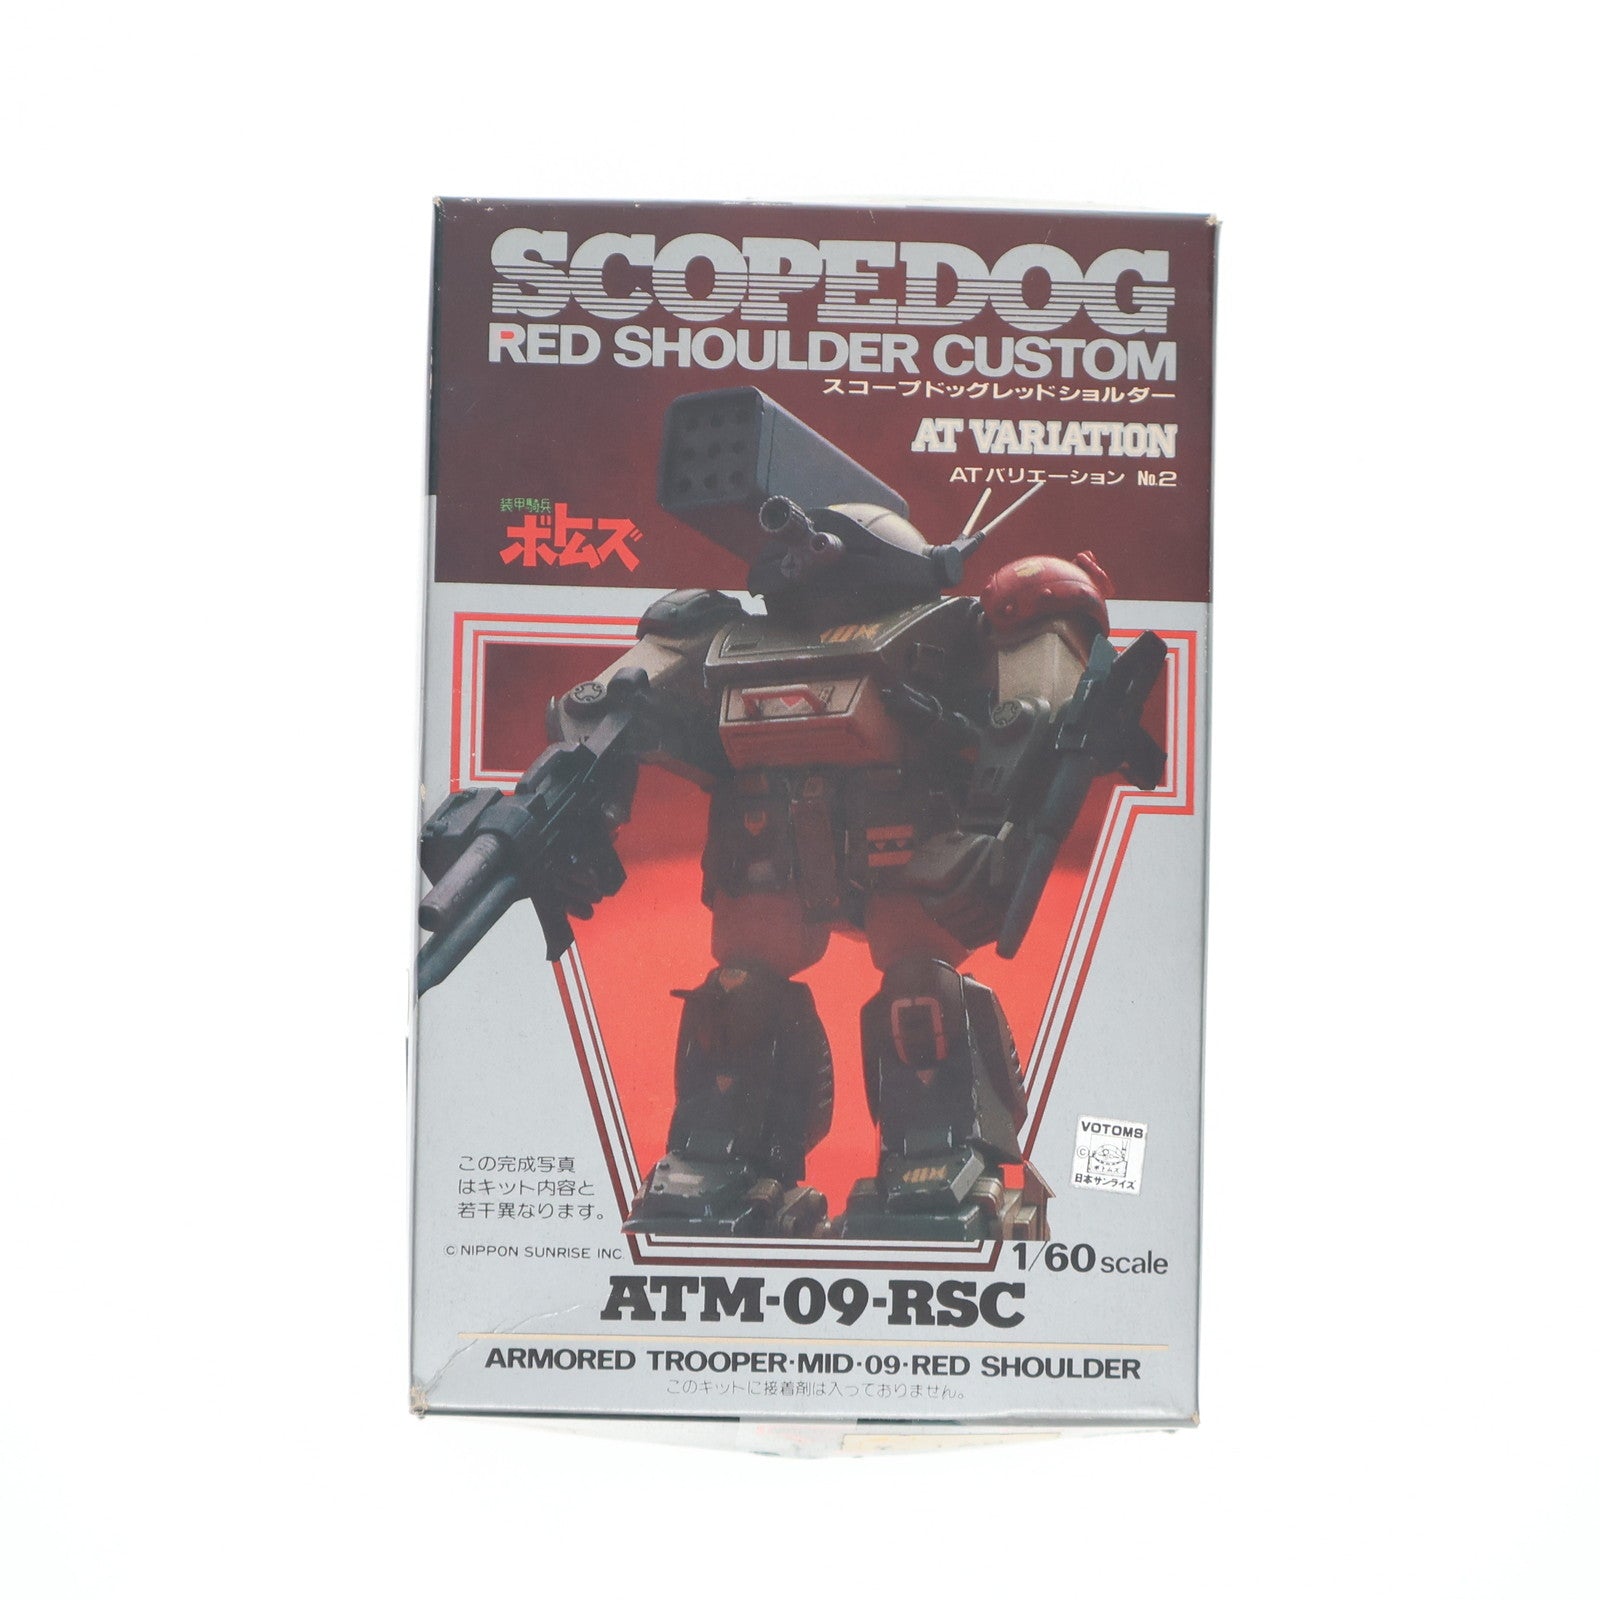 SCOPEDOG
RED SHOULDER CUSTOM
スコープドッグレッドショルダー
AT VARIATION
ATバリエーション No.2
装甲騎兵
ボトムズ
VOTOMS
ボトムズ
日本サンライズ
この完成写真
はキット内容と
若干異なります。
© NIPPON SUNRISE INC.
1/60 scale
ATM-09-RSC
ARMORED TROOPER·MID·09·RED SHOULDER
このキットに接着剤は入っておりません。